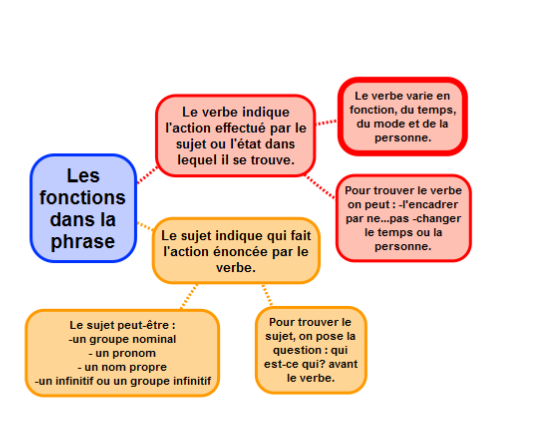 Les
fonctions
dans la
phrase
Le verbe indique
l'action effectué par le
sujet ou l'état dans
lequel il se trouve.
Le verbe varie en
fonction, du temps,
du mode et de la
personne.
Pour trouver le verbe
on peut : -l'encadrer
par ne...pas -changer
le temps ou la
personne.
Le sujet indique qui fait
l'action énoncée par le
verbe.
Le sujet peut-être :
-un groupe nominal
- un pronom
- un nom propre
-un infinitif ou un groupe infinitif
Pour trouver le
sujet, on pose la
question : qui
est-ce qui? avant
le verbe.